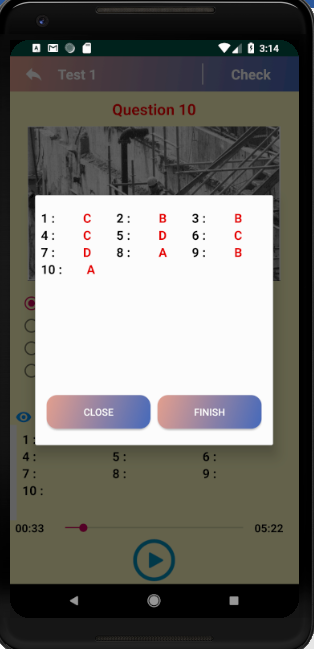 3:14
Test 1 Check
Question 10
1 : C 2 : B 3 : B
4 : C 5 : D 6 : C
7 : D 8 : A 9 : B
10 : A
CLOSE FINISH
1 :
4 : 5 : 6 :
7 : 8 : 9 :
10 :
00:33 05:22